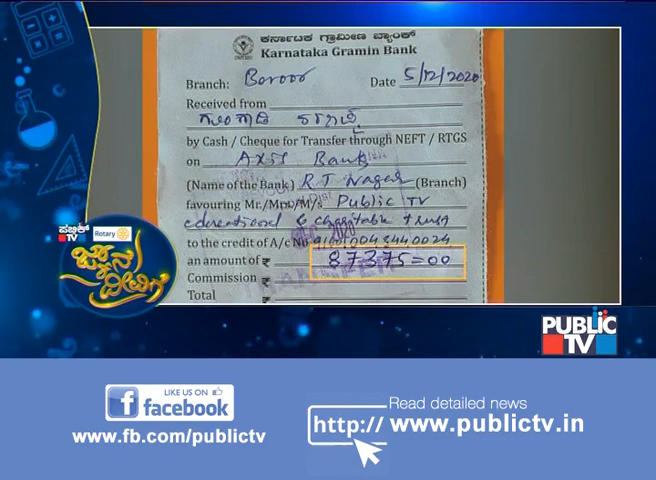 ಕರ್ನಾಟಕ ಗ್ರಾಮೀಣ ಬ್ಯಾಂಕ್
Karnataka Gramin Bank
Branch: Boroor Date 5/12/2020
Received from
by Cash / Cheque for Transfer through NEFT / RTGS
on AXSS Bank
(Name of the Bank) R T Nagar (Branch)
favouring Mr./Mrs/M/s Public TV
educational & charitable trust
to the credit of A/c No
an amount of ₹ 87375=00
Commission ₹
Total ₹
ಪಬ್ಲಿಕ್ TV Rotary
ಜ್ಞಾನ ದೀವಿಗೆ
PUBLIC TV
LIKE US ON
facebook
www.fb.com/publictv
Read detailed news
http:// www.publictv.in